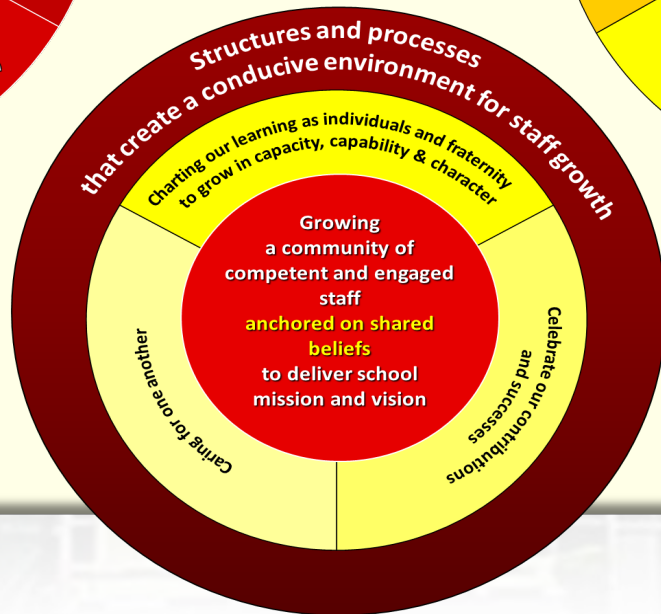 Structures and processes
that create a conducive environment for staff growth
Charting our learning as individuals and fraternity
to grow in capacity, capability & character
Growing
a community of
competent and engaged
staff
anchored on shared
beliefs
to deliver school
mission and vision
Caring for one another
Celebrate our contributions
and successes